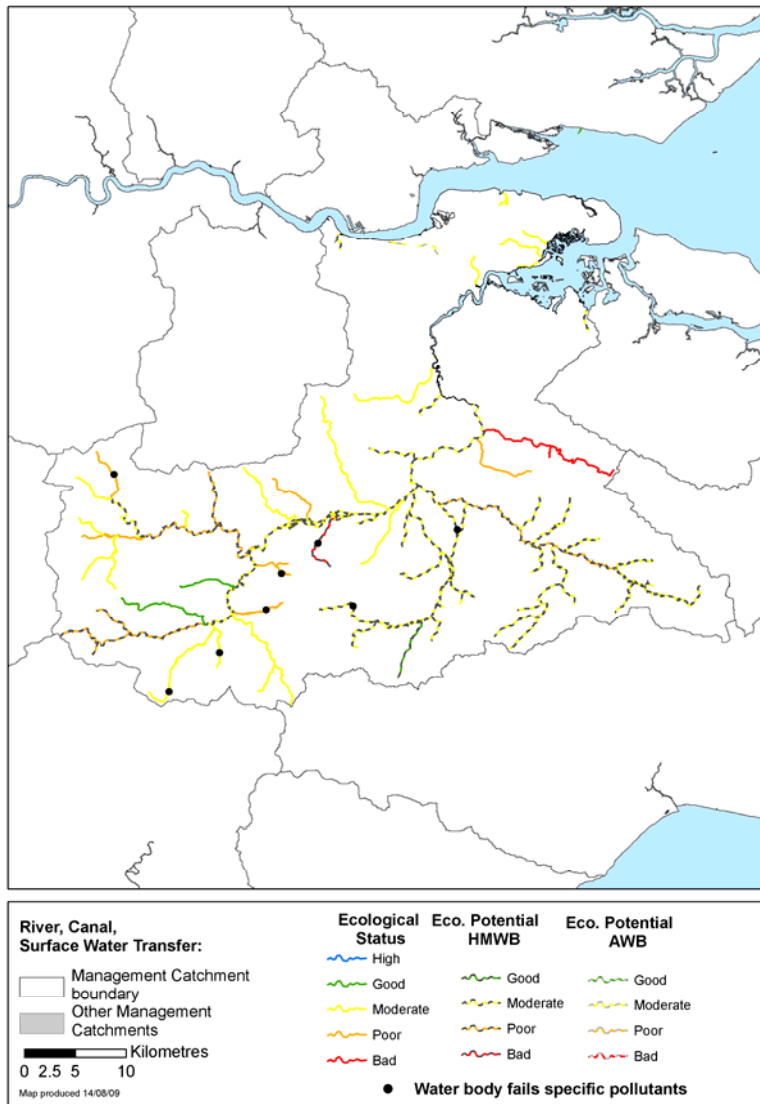 River, Canal,
Surface Water Transfer:
Management Catchment
boundary
Other Management
Catchments
Kilometres
0 2.5 5 10
Map produced 14/08/09
Ecological
Status
High
Good
Moderate
Poor
Bad
Eco. Potential
HMWB
Good
Moderate
Poor
Bad
Eco. Potential
AWB
Good
Moderate
Poor
Bad
Water body fails specific pollutants